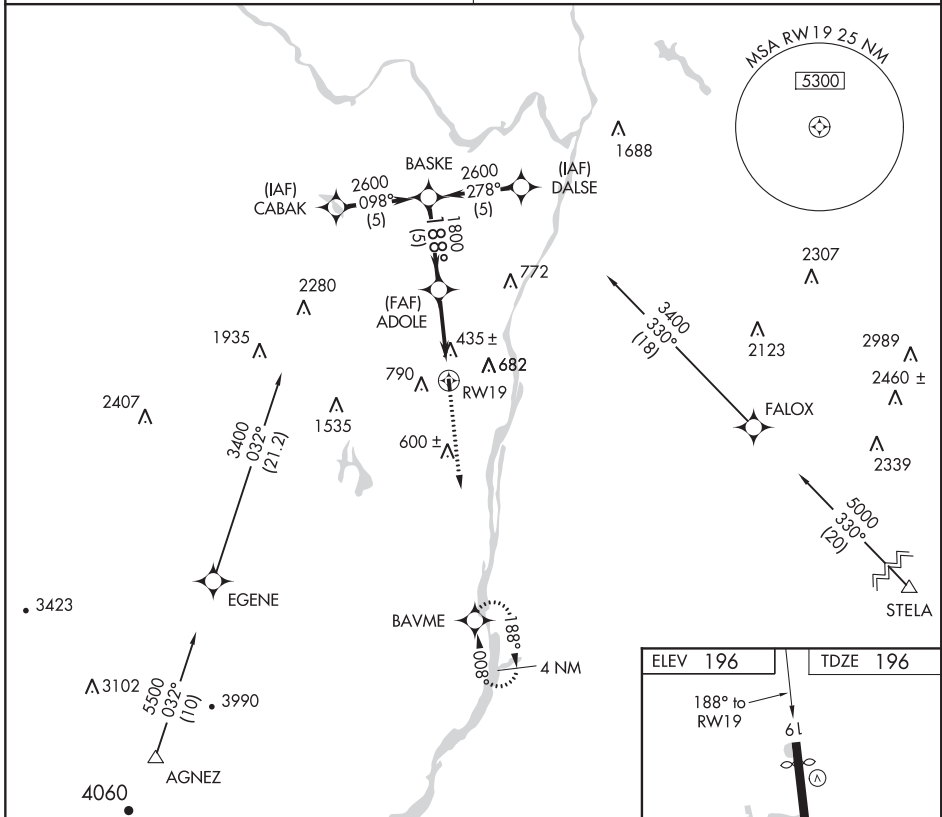 MSA RW19 25 NM
5300
1688
BASKE
(IAF)
DALSE
2600
278°
(5)
(IAF)
CABAK
2600
098°
(5)
1800
188°
(5)
2307
772
2280
(FAF)
ADOLE
3400
330°
(18)
2123
2989
2460 ±
1935
435 ±
682
790
RW19
2407
1535
FALOX
600 ±
2339
3400
032°
(21.2)
5000
330°
(20)
STELA
EGENE
3423
BAVME
188°
008°
4 NM
3102
5500
032°
(10)
3990
AGNEZ
4060
ELEV 196
TDZE 196
188° to
RW19
19
A